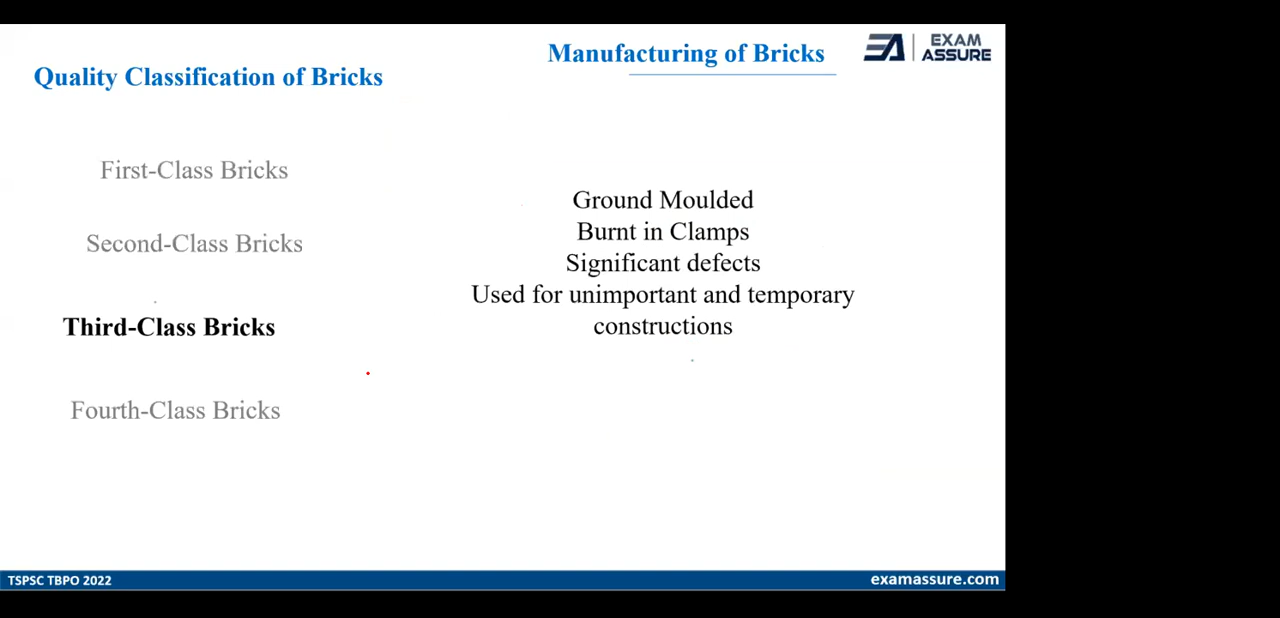 Manufacturing of Bricks
EXAM
ASSURE
Quality Classification of Bricks
First-Class Bricks
Second-Class Bricks
Third-Class Bricks
Fourth-Class Bricks
Ground Moulded
Burnt in Clamps
Significant defects
Used for unimportant and temporary
constructions
TSPSC TBPO 2022
examassure.com